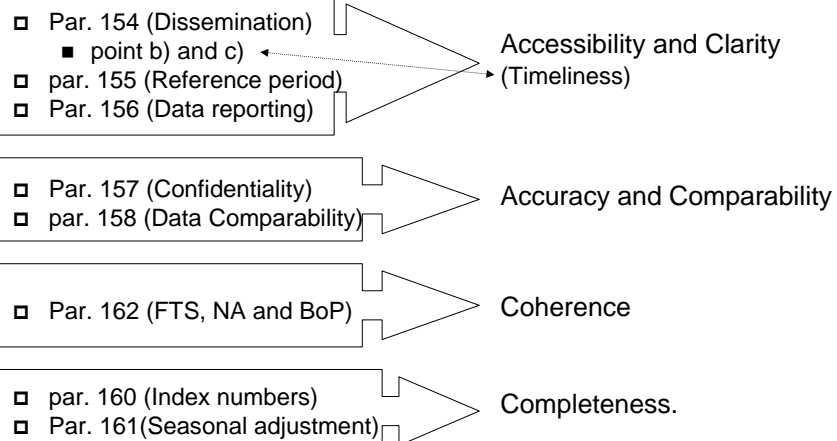 Par. 154 (Dissemination)
point b) and c)
par. 155 (Reference period)
Par. 156 (Data reporting)
Accessibility and Clarity
(Timeliness)
Par. 157 (Confidentiality)
par. 158 (Data Comparability)
Accuracy and Comparability
Par. 162 (FTS, NA and BoP)
Coherence
par. 160 (Index numbers)
Par. 161(Seasonal adjustment)
Completeness.